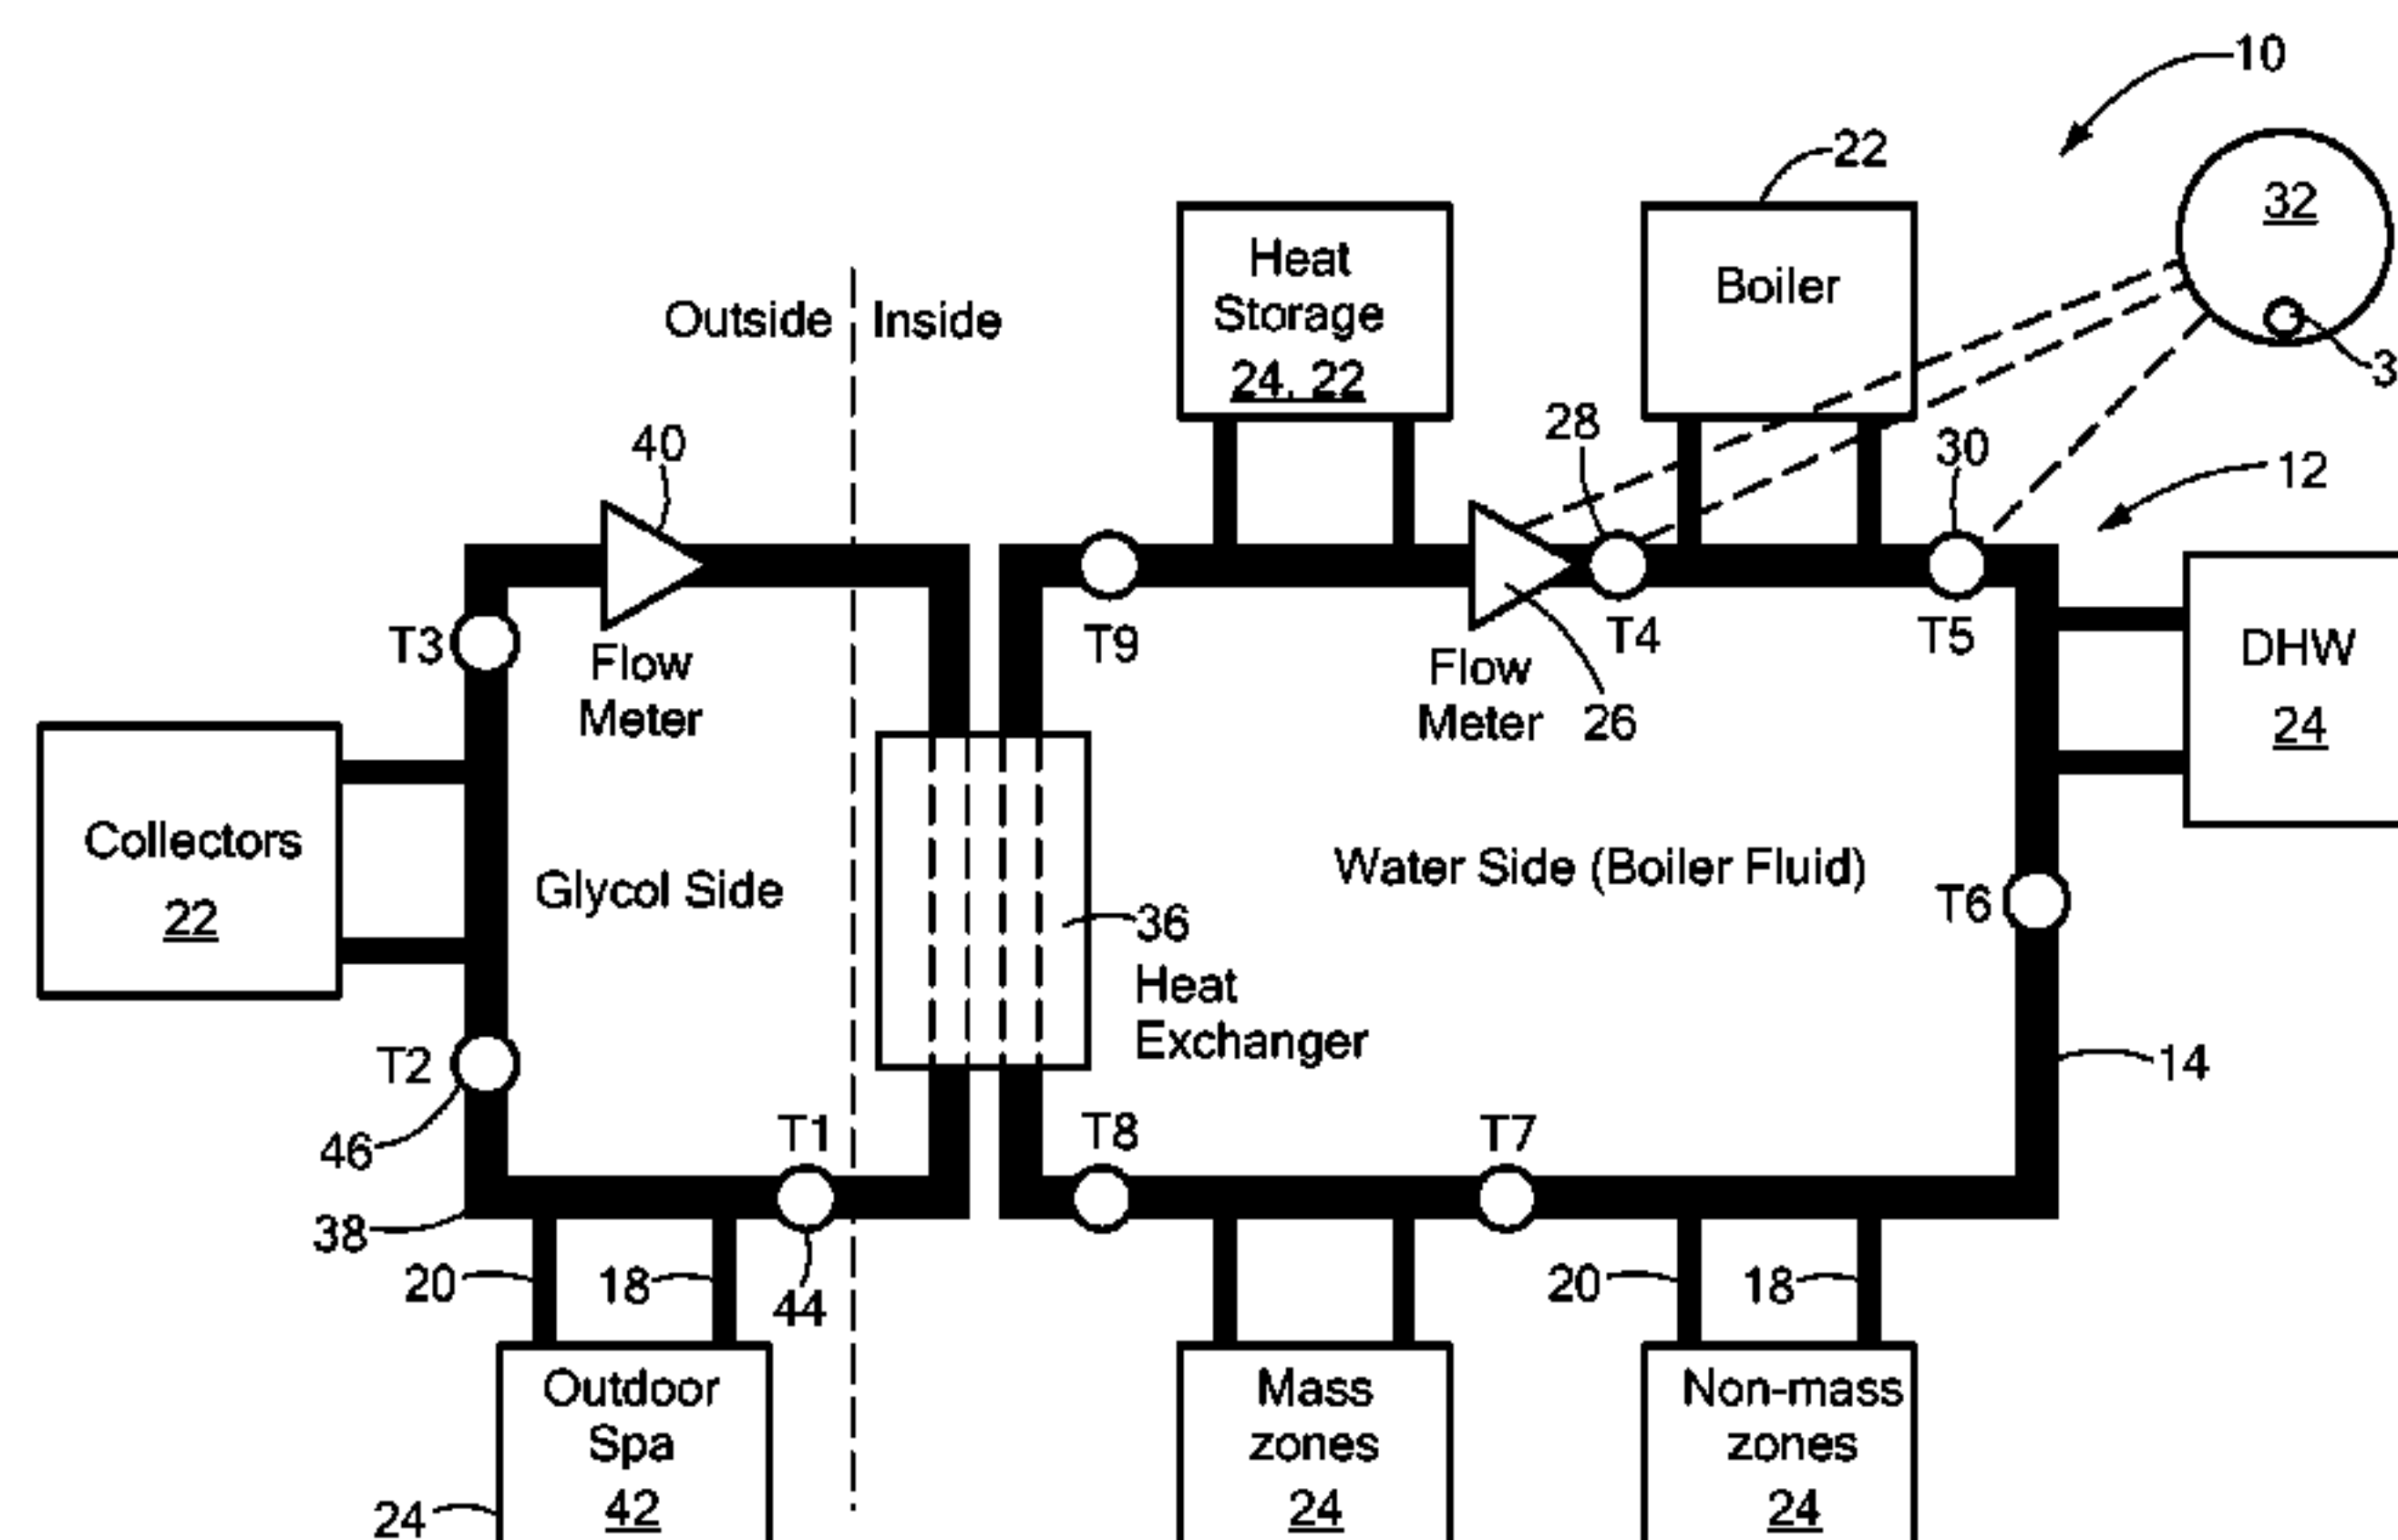 10
22
32
Heat
Storage
24, 22
Boiler
Outside
Inside
3
28
30
12
40
T3
Flow
Meter
T9
Flow
Meter
26
T4
T5
DHW
24
Collectors
22
Glycol Side
Water Side (Boiler Fluid)
36
Heat
Exchanger
T6
T2
46
T1
T8
T7
14
38
20
18
44
20
18
Outdoor
Spa
42
24
Mass
zones
24
Non-mass
zones
24